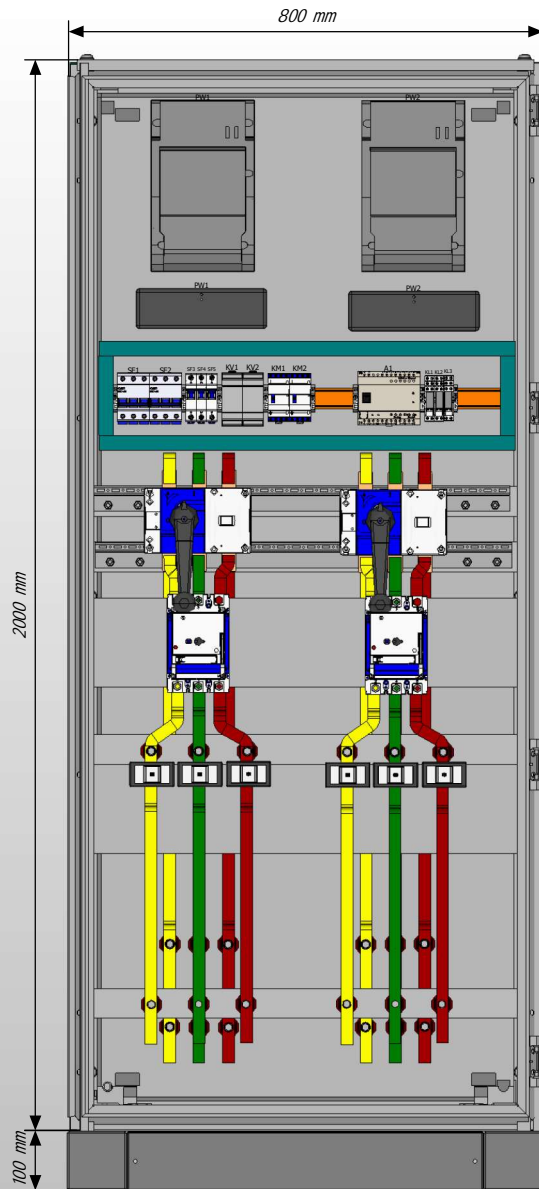 800 mm
PW1
PW2
PW1
PW2
SF1 SF2 SF3 SF4 SF5 KV1 KV2 KM1 KM2 A1 KL1 KL2 KL3
2000 mm
100 mm